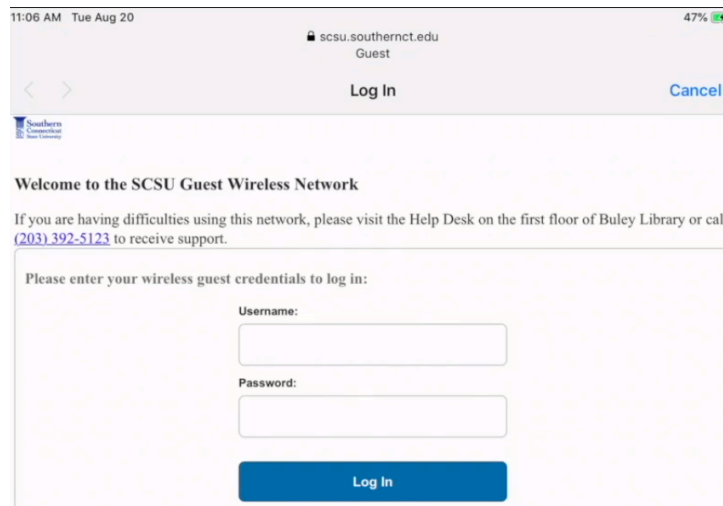 11:06 AM Tue Aug 20
47%
scsu.southernct.edu
Guest
Log In
Cancel
Southern
Connecticut
State University
Welcome to the SCSU Guest Wireless Network
If you are having difficulties using this network, please visit the Help Desk on the first floor of Buley Library or cal
(203) 392-5123 to receive support.
Please enter your wireless guest credentials to log in:
Username:
Password:
Log In